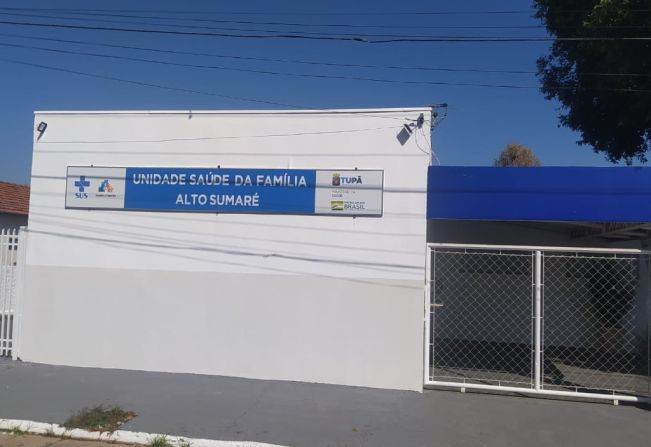 SUS
UNIDADE SAÚDE DA FAMÍLIA
ALTO SUMARÉ
TUPÃ
BRASIL